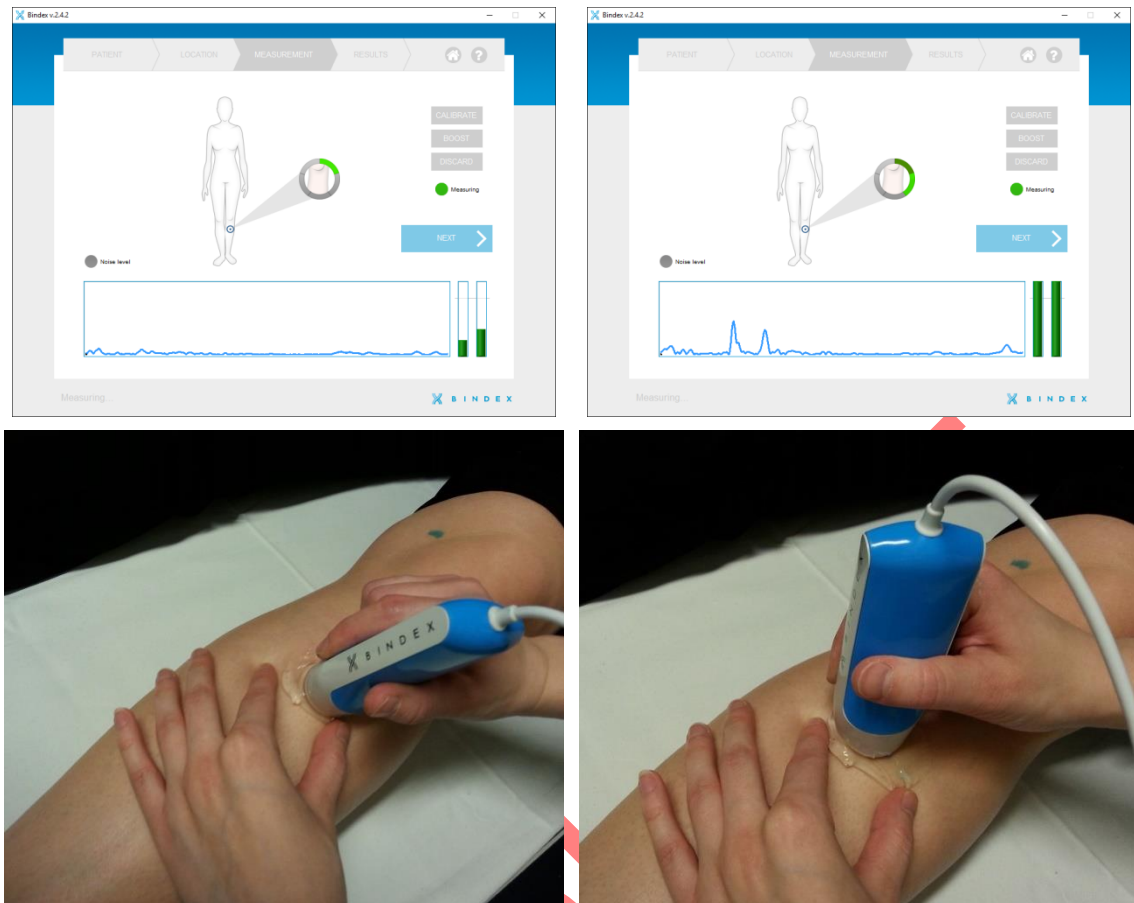 Bindex v.2.4.2
PATIENT
LOCATION
MEASUREMENT
RESULTS
?
CALIBRATE
BOOST
DISCARD
Measuring
NEXT
Noise level
Measuring...
BINDEX
Bindex v.2.4.2
PATIENT
LOCATION
MEASUREMENT
RESULTS
?
CALIBRATE
BOOST
DISCARD
Measuring
NEXT
Noise level
Measuring...
BINDEX
BINDEX